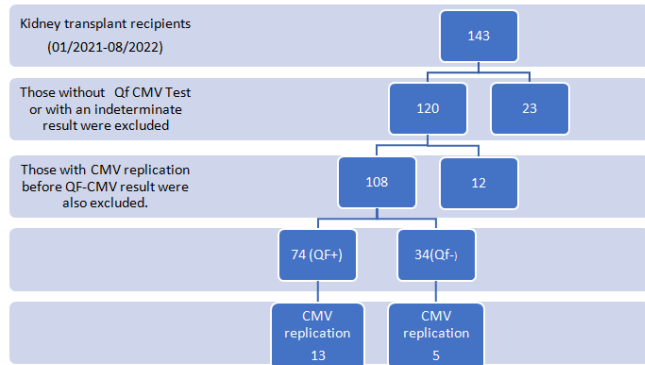 Kidney transplant recipients
(01/2021-08/2022)
143
Those without Qf CMV Test
or with an indeterminate
result were excluded
120
23
Those with CMV replication
before QF-CMV result were
also excluded.
108
12
74 (QF+)
34(Qf-)
CMV
replication
13
CMV
replication
5